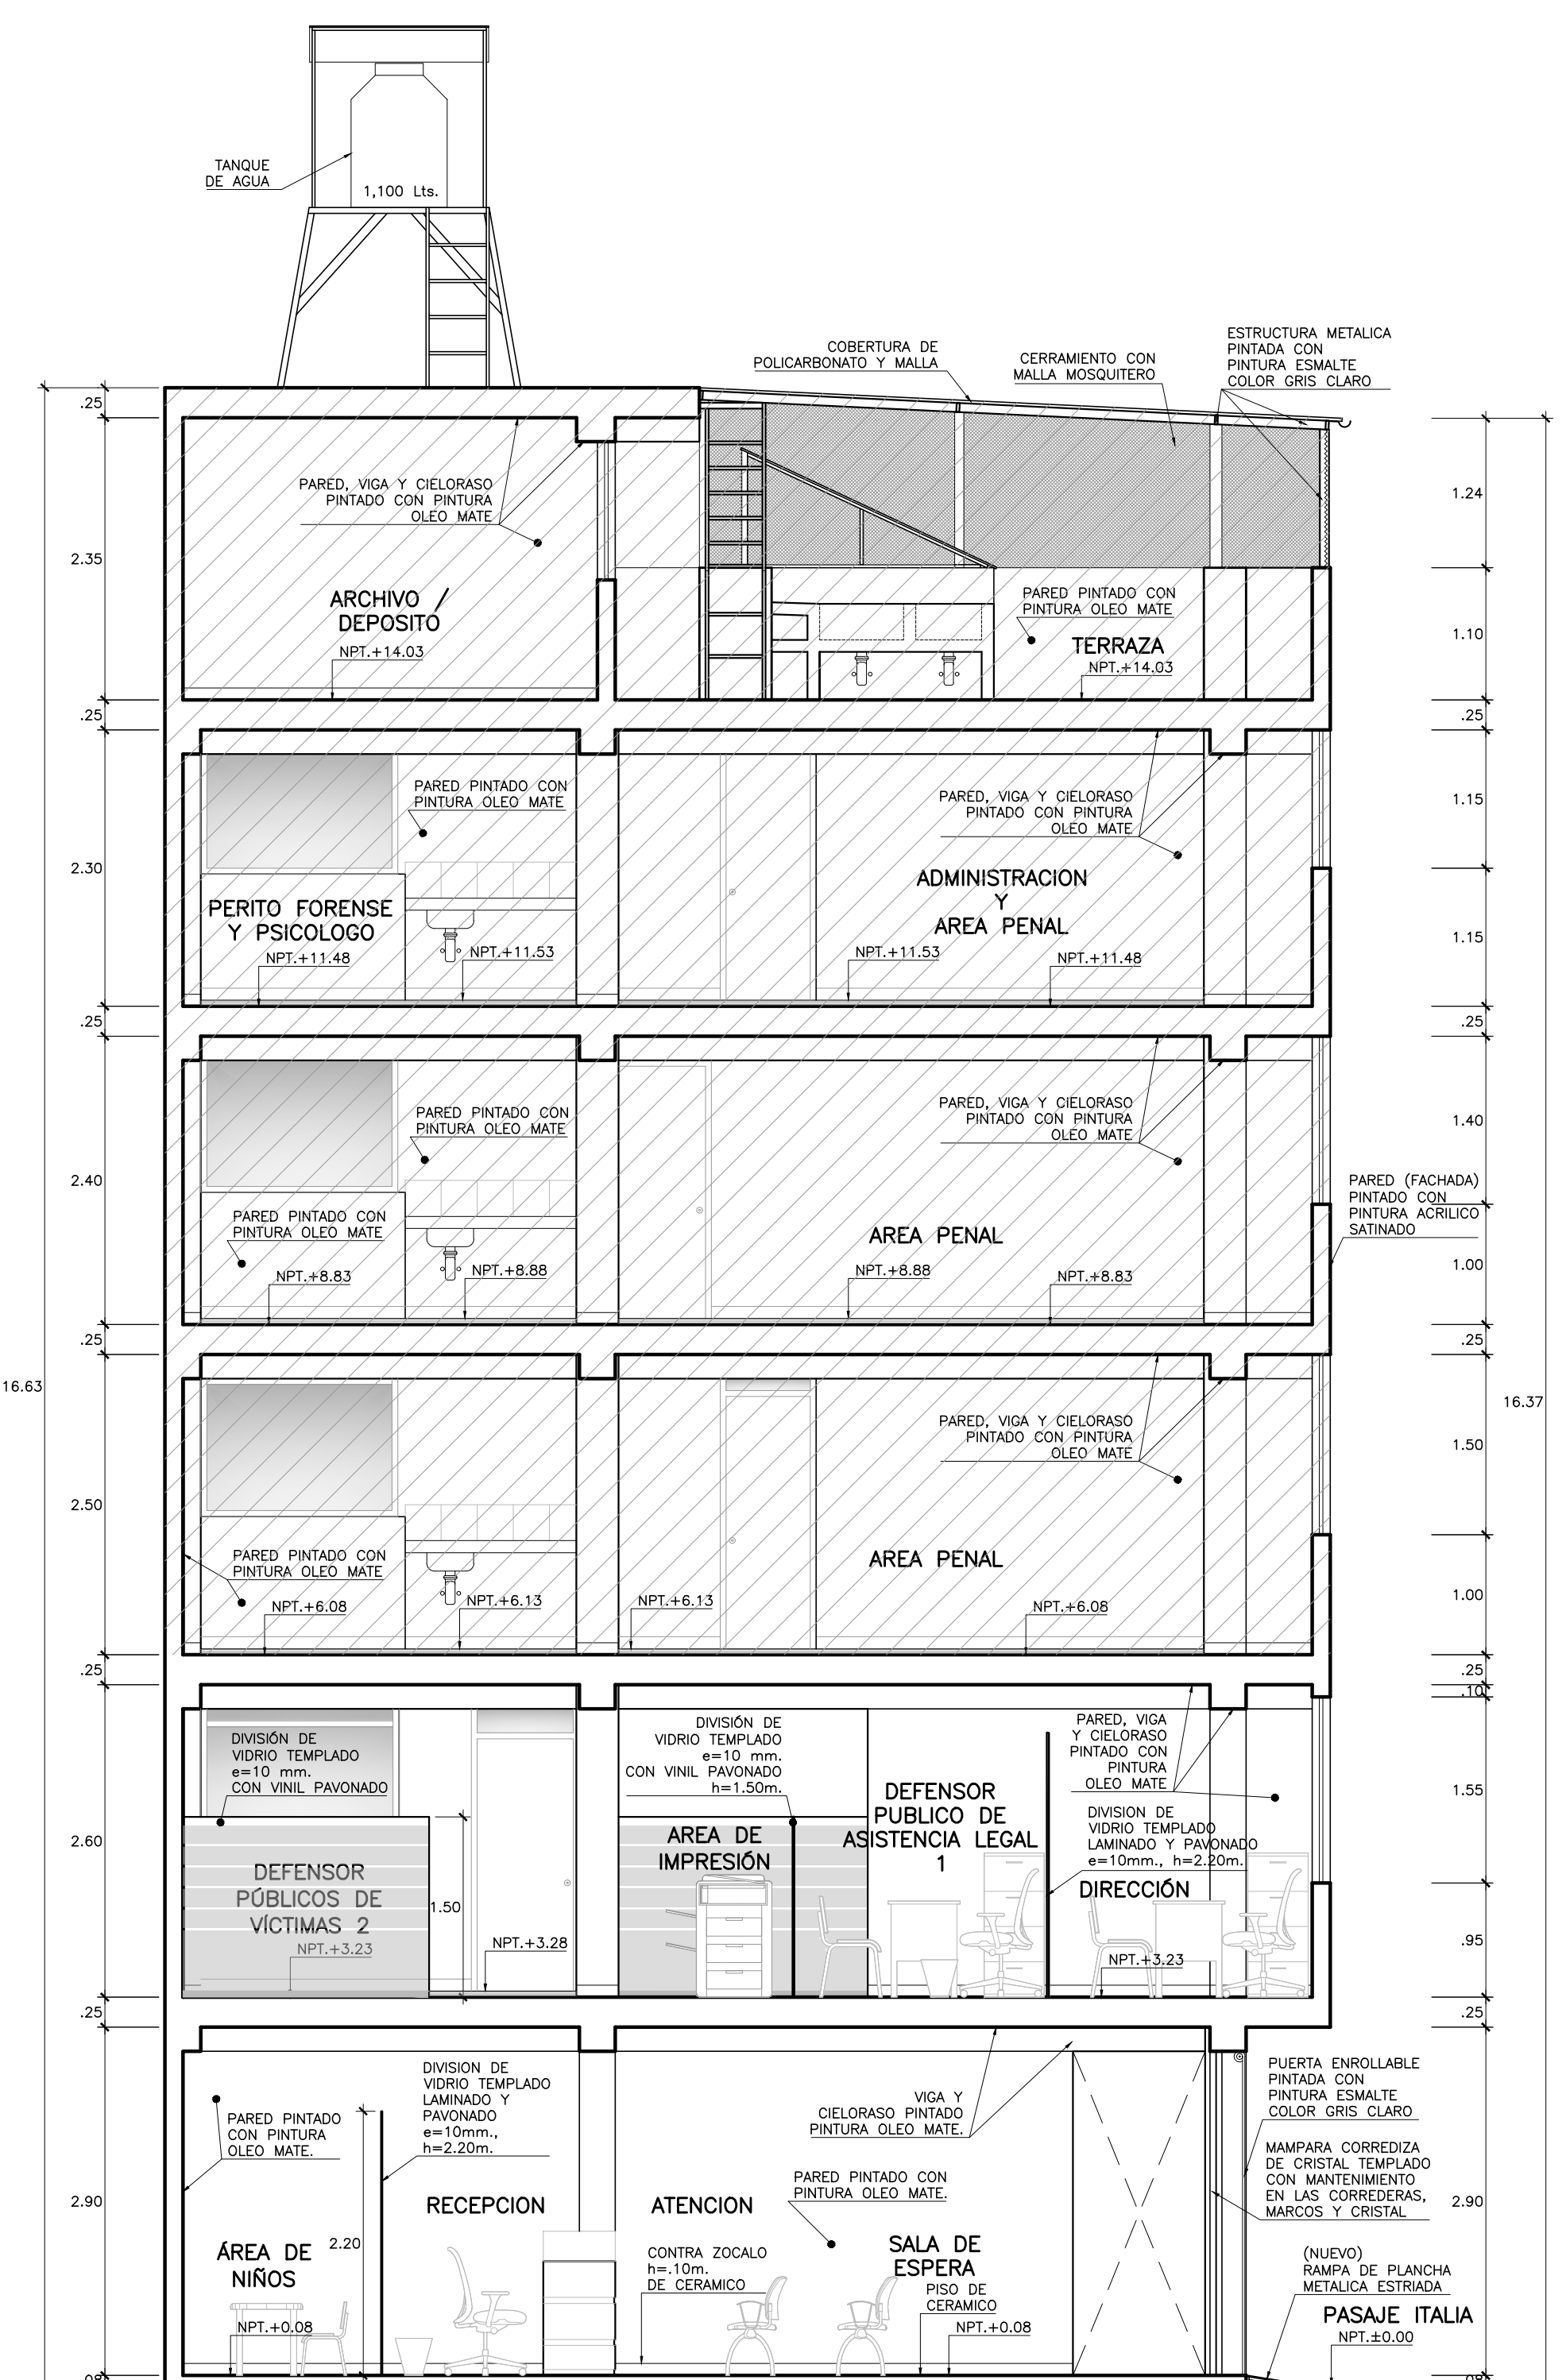 TANQUE
DE AGUA
1,100 Lts.
COBERTURA DE
POLICARBONATO Y MALLA
CERRAMIENTO CON
MALLA MOSQUITERO
ESTRUCTURA METALICA
PINTADA CON
PINTURA ESMALTE
COLOR GRIS CLARO
.25
PARED, VIGA Y CIELORASO
PINTADO CON PINTURA
OLEO MATE
1.24
2.35
ARCHIVO /
DEPOSITO
NPT.+14.03
PARED PINTADO CON
PINTURA OLEO MATE
TERRAZA
NPT.+14.03
1.10
.25
.25
PARED PINTADO CON
PINTURA OLEO MATE
PARED, VIGA Y CIELORASO
PINTADO CON PINTURA
OLEO MATE
1.15
2.30
PERITO FORENSE
Y PSICOLOGO
NPT.+11.48
NPT.+11.53
ADMINISTRACION
Y
AREA PENAL
NPT.+11.53
NPT.+11.48
1.15
.25
.25
PARED PINTADO CON
PINTURA OLEO MATE
PARED, VIGA Y CIELORASO
PINTADO CON PINTURA
OLEO MATE
1.40
2.40
PARED (FACHADA)
PINTADO CON
PINTURA ACRILICO
SATINADO
PARED PINTADO CON
PINTURA OLEO MATE
AREA PENAL
NPT.+8.83
NPT.+8.88
NPT.+8.88
NPT.+8.83
1.00
.25
.25
16.63
16.37
PARED, VIGA Y CIELORASO
PINTADO CON PINTURA
OLEO MATE
1.50
2.50
PARED PINTADO CON
PINTURA OLEO MATE
AREA PENAL
NPT.+6.08
NPT.+6.13
NPT.+6.13
NPT.+6.08
1.00
.25
.25
.10
DIVISIÓN DE
VIDRIO TEMPLADO
e=10 mm.
CON VINIL PAVONADO
DIVISIÓN DE
VIDRIO TEMPLADO
e=10 mm.
CON VINIL PAVONADO
h=1.50m.
PARED, VIGA
Y CIELORASO
PINTADO CON
PINTURA
OLEO MATE
1.55
2.60
DEFENSOR
PÚBLICOS DE
VÍCTIMAS 2
NPT.+3.23
1.50
NPT.+3.28
AREA DE
IMPRESIÓN
DEFENSOR
PUBLICO DE
ASISTENCIA LEGAL
1
DIVISION DE
VIDRIO TEMPLADO
LAMINADO Y PAVONADO
e=10mm., h=2.20m.
DIRECCIÓN
NPT.+3.23
.95
.25
.25
PARED PINTADO
CON PINTURA
OLEO MATE.
DIVISION DE
VIDRIO TEMPLADO
LAMINADO Y
PAVONADO
e=10mm.,
h=2.20m.
VIGA Y
CIELORASO PINTADO
PINTURA OLEO MATE.
PUERTA ENROLLABLE
PINTADA CON
PINTURA ESMALTE
COLOR GRIS CLARO
MAMPARA CORREDIZA
DE CRISTAL TEMPLADO
CON MANTENIMIENTO
EN LAS CORREDERAS,
MARCOS Y CRISTAL
2.90
2.90
PARED PINTADO CON
PINTURA OLEO MATE.
RECEPCION
ATENCION
2.20
ÁREA DE
NIÑOS
NPT.+0.08
CONTRA ZOCALO
h=.10m.
DE CERAMICO
SALA DE
ESPERA
PISO DE
CERAMICO
NPT.+0.08
(NUEVO)
RAMPA DE PLANCHA
METALICA ESTRIADA
PASAJE ITALIA
NPT.±0.00
.08
.08